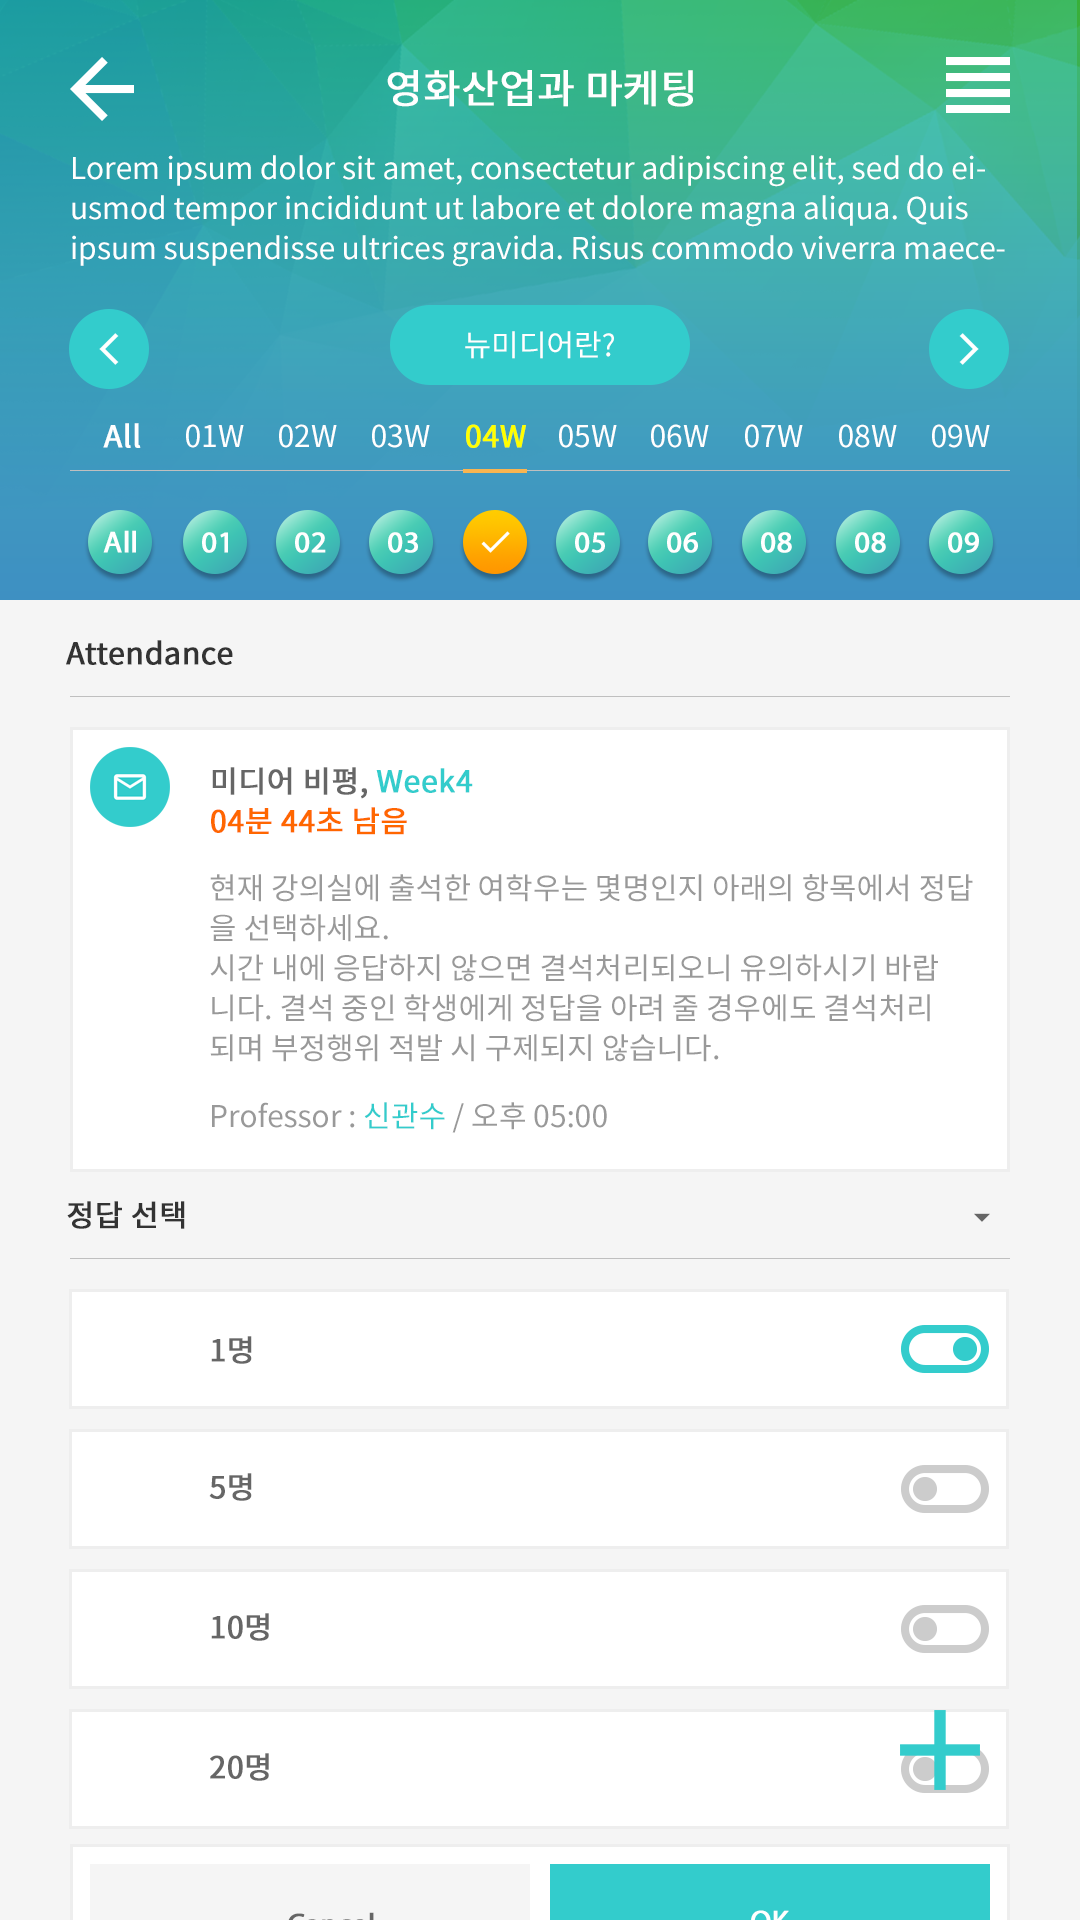 영화산업과 마케팅
Lorem ipsum dolor sit amet, consectetur adipiscing elit, sed do ei-
usmod tempor incididunt ut labore et dolore magna aliqua. Quis
ipsum suspendisse ultrices gravida. Risus commodo viverra maece-
뉴미디어란?
All 01W 02W 03W 04W 05W 06W 07W 08W 09W
All 01 02 03 05 06 08 08 09
Attendance
미디어 비평, Week4
04분 44초 남음
현재 강의실에 출석한 여학우는 몇명인지 아래의 항목에서 정답
을 선택하세요.
시간 내에 응답하지 않으면 결석처리되오니 유의하시기 바랍
니다. 결석 중인 학생에게 정답을 아려 줄 경우에도 결석처리
되며 부정행위 적발 시 구제되지 않습니다.
Professor : 신관수 / 오후 05:00
정답 선택
1명
5명
10명
20명
Cancel OK